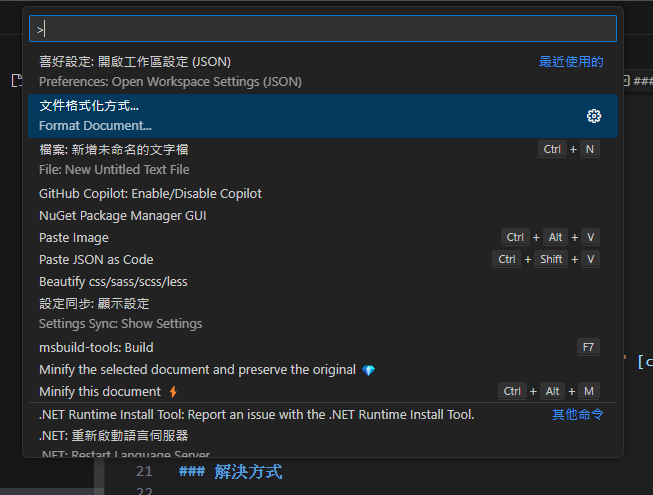 >
喜好設定: 開啟工作區設定 (JSON) 最近使用的
Preferences: Open Workspace Settings (JSON)
文件格式化方式...
Format Document...
檔案: 新增未命名的文字檔 Ctrl + N
File: New Untitled Text File
GitHub Copilot: Enable/Disable Copilot
NuGet Package Manager GUI
Paste Image Ctrl + Alt + V
Paste JSON as Code Ctrl + Shift + V
Beautify css/sass/scss/less
設定同步: 顯示設定
Settings Sync: Show Settings
msbuild-tools: Build F7
Minify the selected document and preserve the original 💎
Minify this document ⚡ Ctrl + Alt + M
.NET Runtime Install Tool: Report an issue with the .NET Runtime Install Tool. 其他命令
.NET: 重新啟動語言伺服器
.NET: Restart Language Server
21 ### 解決方式
22
###
" [c